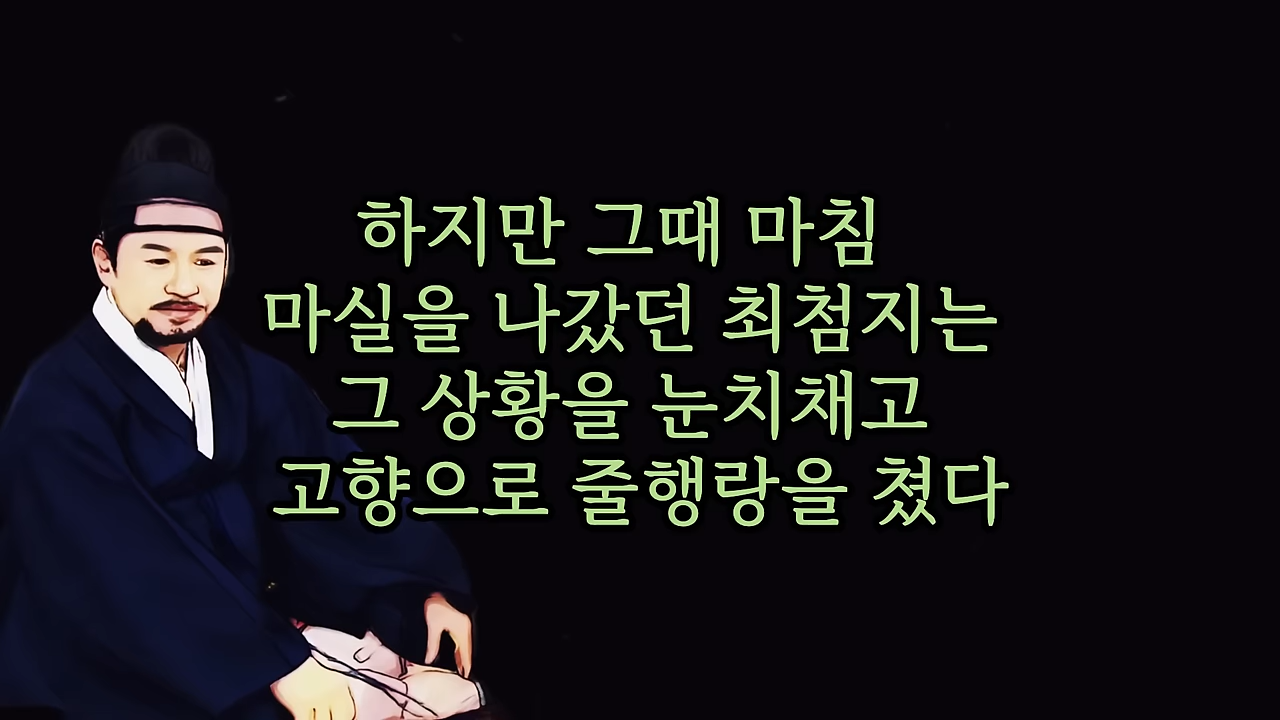 하지만 그때 마침
마실을 나갔던 최첨지는
그 상황을 눈치채고
고향으로 줄행랑을 쳤다